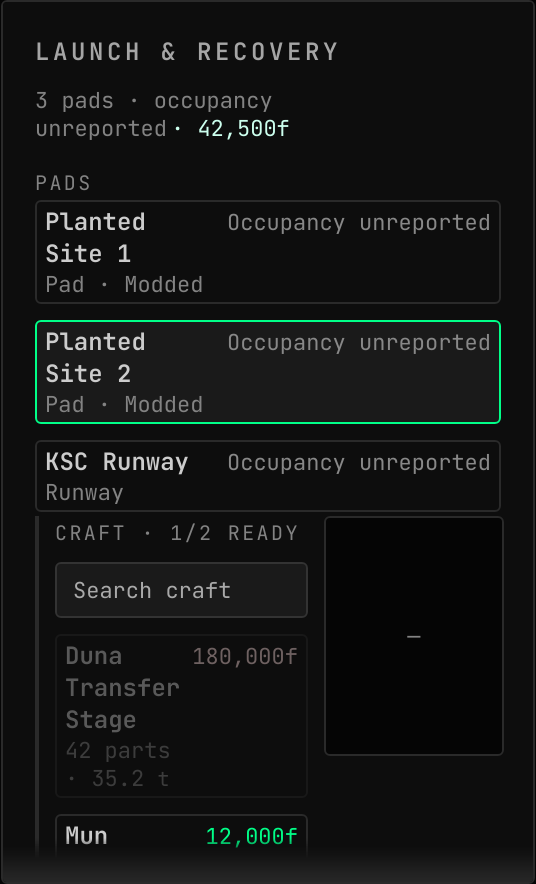 LAUNCH & RECOVERY
3 pads · occupancy
unreported · 42,500f
PADS
Planted Occupancy unreported
Site 1
Pad · Modded
Planted Occupancy unreported
Site 2
Pad · Modded
KSC Runway Occupancy unreported
Runway
CRAFT · 1/2 READY
Search craft
—
Duna 180,000f
Transfer
Stage
42 parts
· 35.2 t
Mun 12,000f